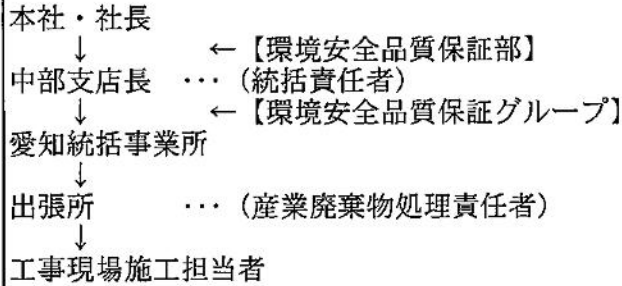 本社・社長
↓ ←【環境安全品質保証部】
中部支店長 …（統括責任者）
↓ ←【環境安全品質保証グループ】
愛知統括事業所
↓
出張所 …（産業廃棄物処理責任者）
↓
工事現場施工担当者